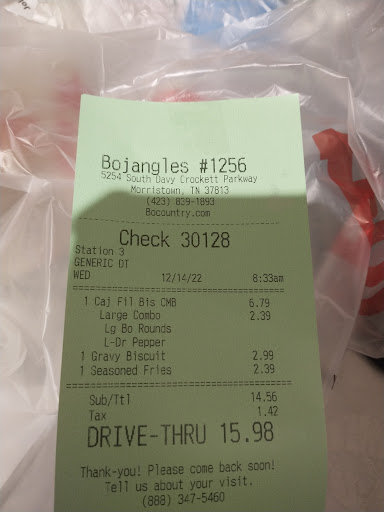 Bojangles #1256
5254 South Davy Crockett Parkway
Morristown, TN 37813
(423) 839-1893
Bocountry.com
Check 30128
Station 3
GENERIC DT
WED 12/14/22 8:33am
1 Caj Fil Bis CMB 6.79
Large Combo 2.39
Lg Bo Rounds
L-Dr Pepper
1 Gravy Biscuit 2.99
1 Seasoned Fries 2.39
Sub/Ttl 14.56
Tax 1.42
DRIVE-THRU 15.98
Thank-you! Please come back soon!
Tell us about your visit.
(888) 347-5460